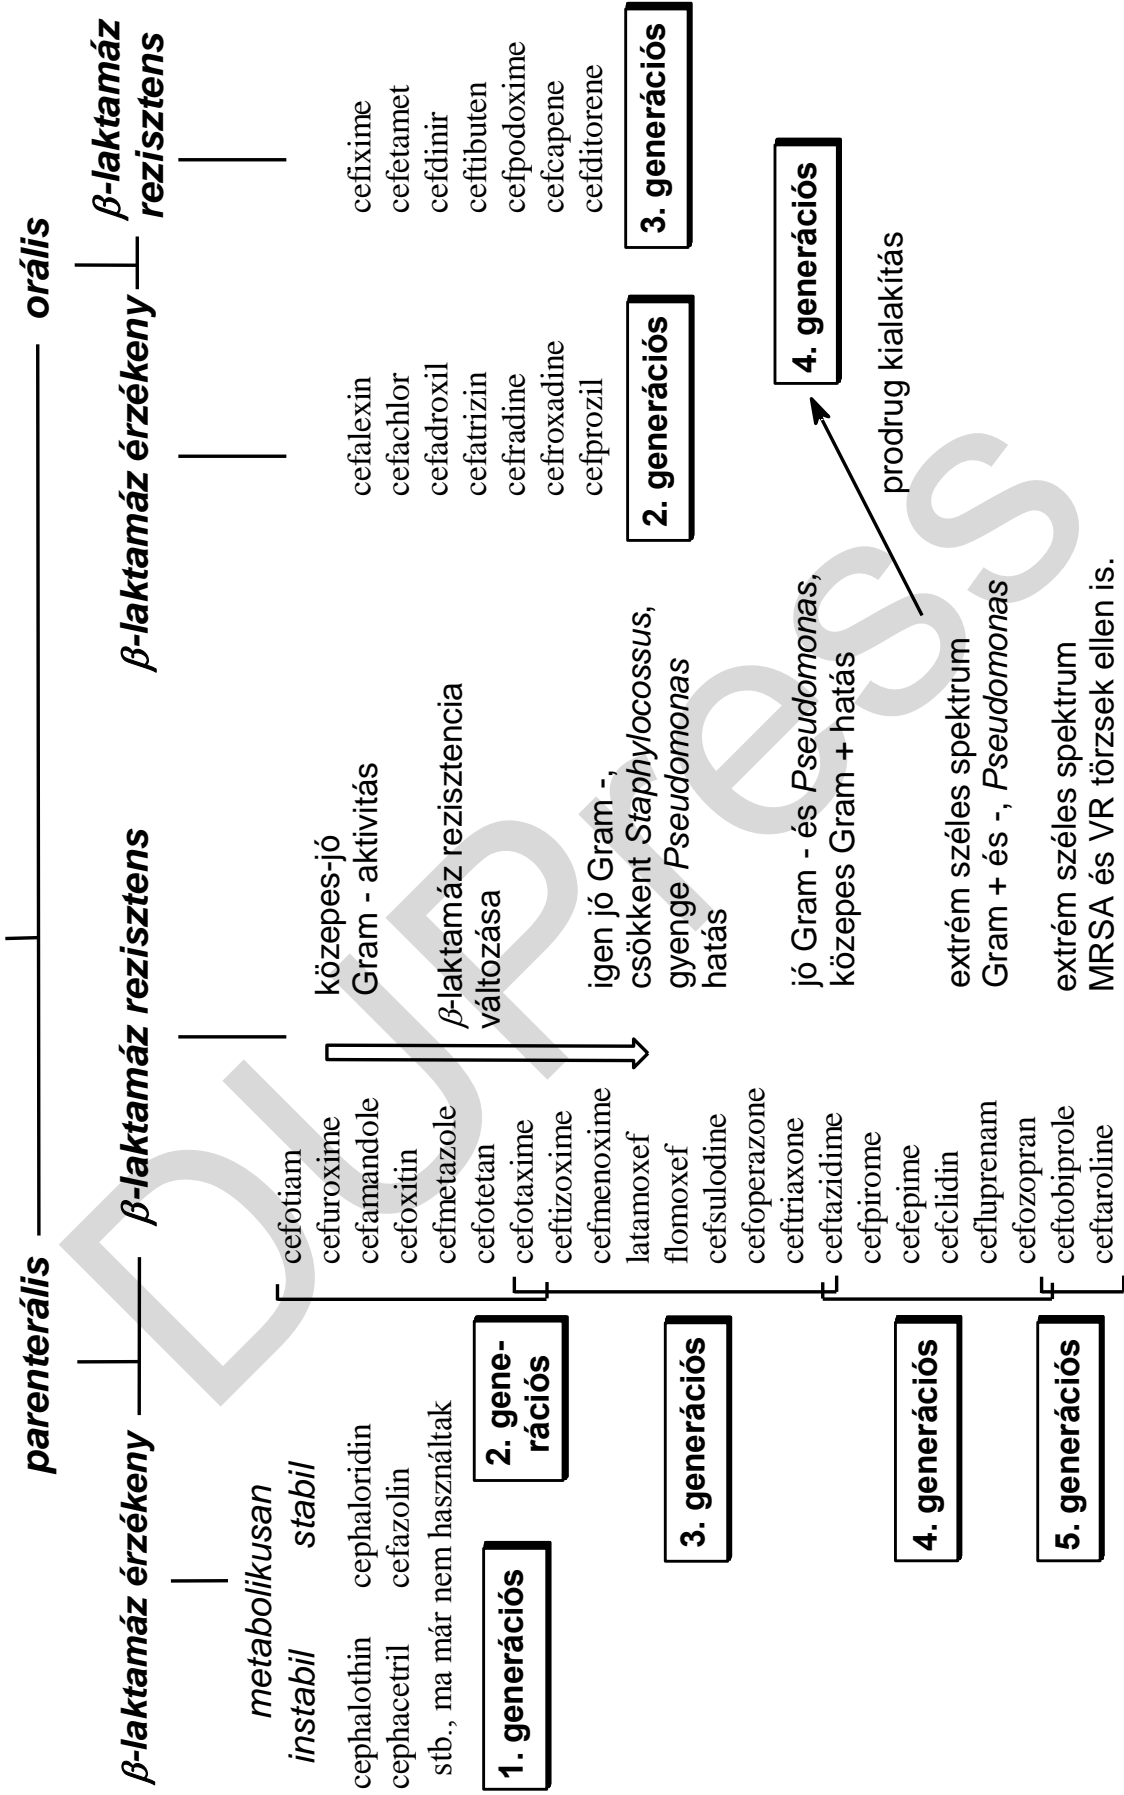 parenterális
orális
β-laktamáz érzékeny
β-laktamáz rezisztens
β-laktamáz érzékeny
β-laktamáz
rezisztens
metabolikusan
instabil stabil
cephalothin cephaloridin
cephacetril cefazolin
stb., ma már nem használtak
1. generációs
2. gene-
rációs
3. generációs
4. generációs
5. generációs
cefotiam
cefuroxime
cefamandole
cefoxitin
cefmetazole
cefotetan
cefotaxime
ceftizoxime
cefmenoxime
latamoxef
flomoxef
cefsulodine
cefoperazone
ceftriaxone
ceftazidime
cefpirome
cefepime
cefclidin
cefluprenam
cefozopran
ceftobiprole
ceftaroline
közepes-jó
Gram - aktivitás
β-laktamáz rezisztencia
változása
igen jó Gram -,
csökkent Staphylocossus,
gyenge Pseudomonas
hatás
jó Gram - és Pseudomonas,
közepes Gram + hatás
extrém széles spektrum
Gram + és -, Pseudomonas
extrém széles spektrum
MRSA és VR törzsek ellen is.
cefalexin
cefachlor
cefadroxil
cefatrizin
cefradine
cefroxadine
cefprozil
2. generációs
cefixime
cefetamet
cefdinir
ceftibuten
cefpodoxime
cefcapene
cefditorene
3. generációs
4. generációs
prodrug kialakítás
DUPress